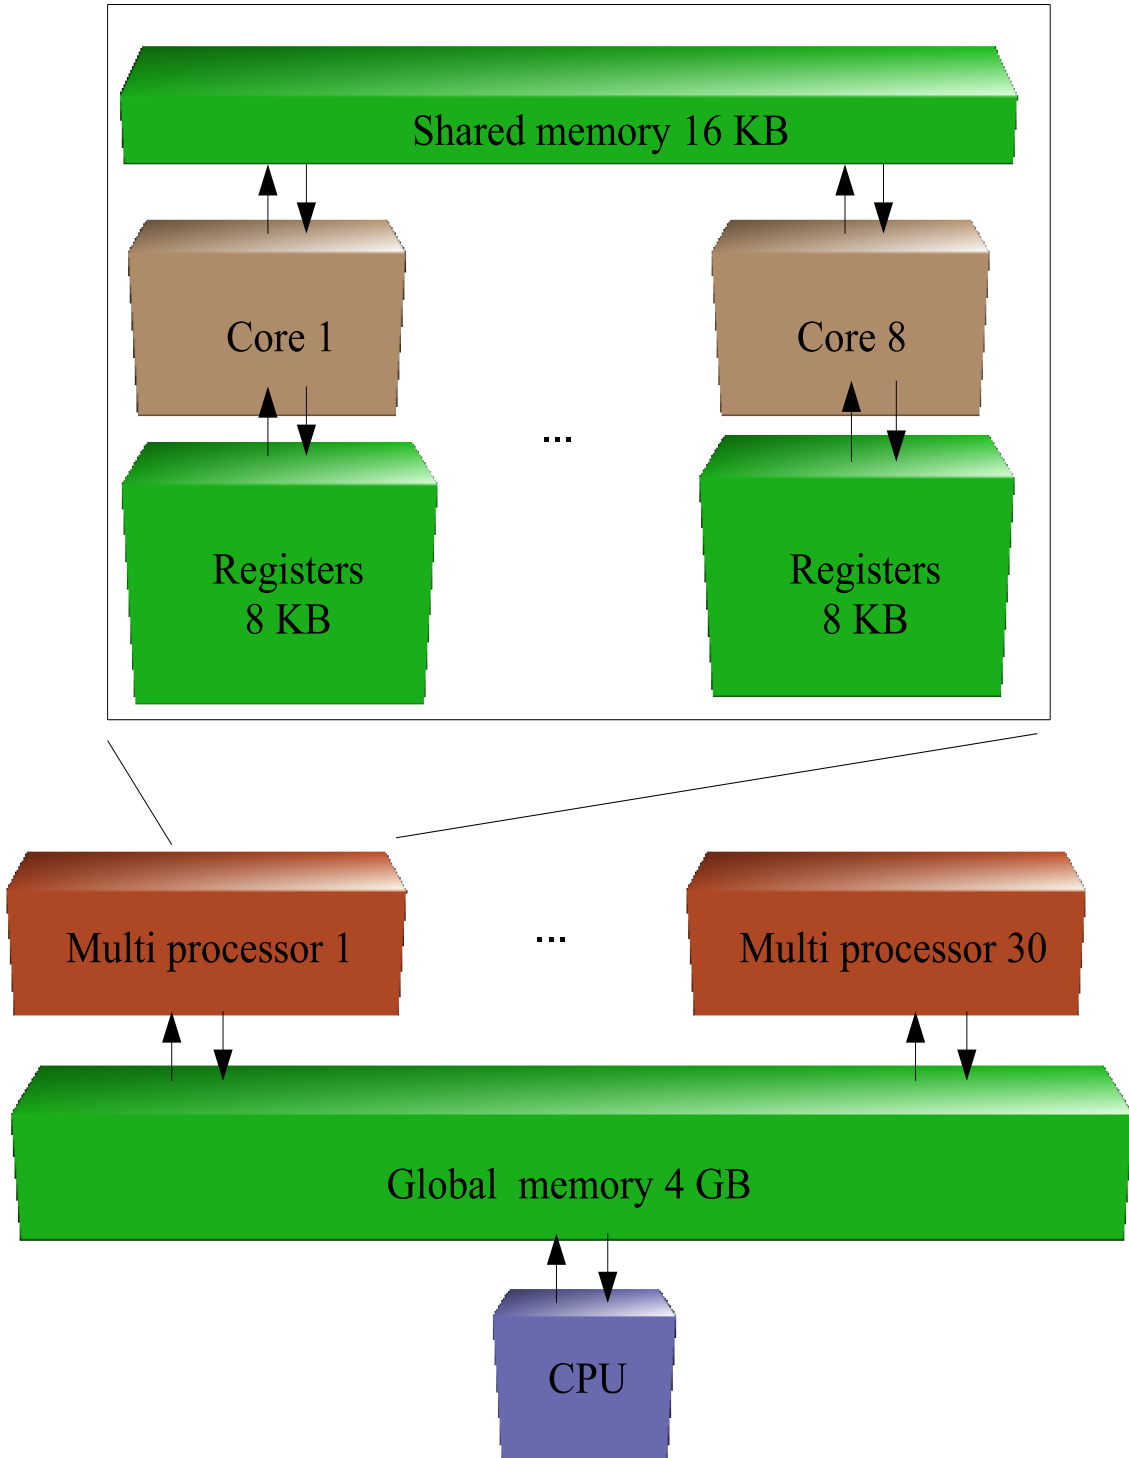 Shared memory 16 KB
Core 1
Core 8
...
Registers
8 KB
Registers
8 KB
Multi processor 1
...
Multi processor 30
Global  memory 4 GB
CPU